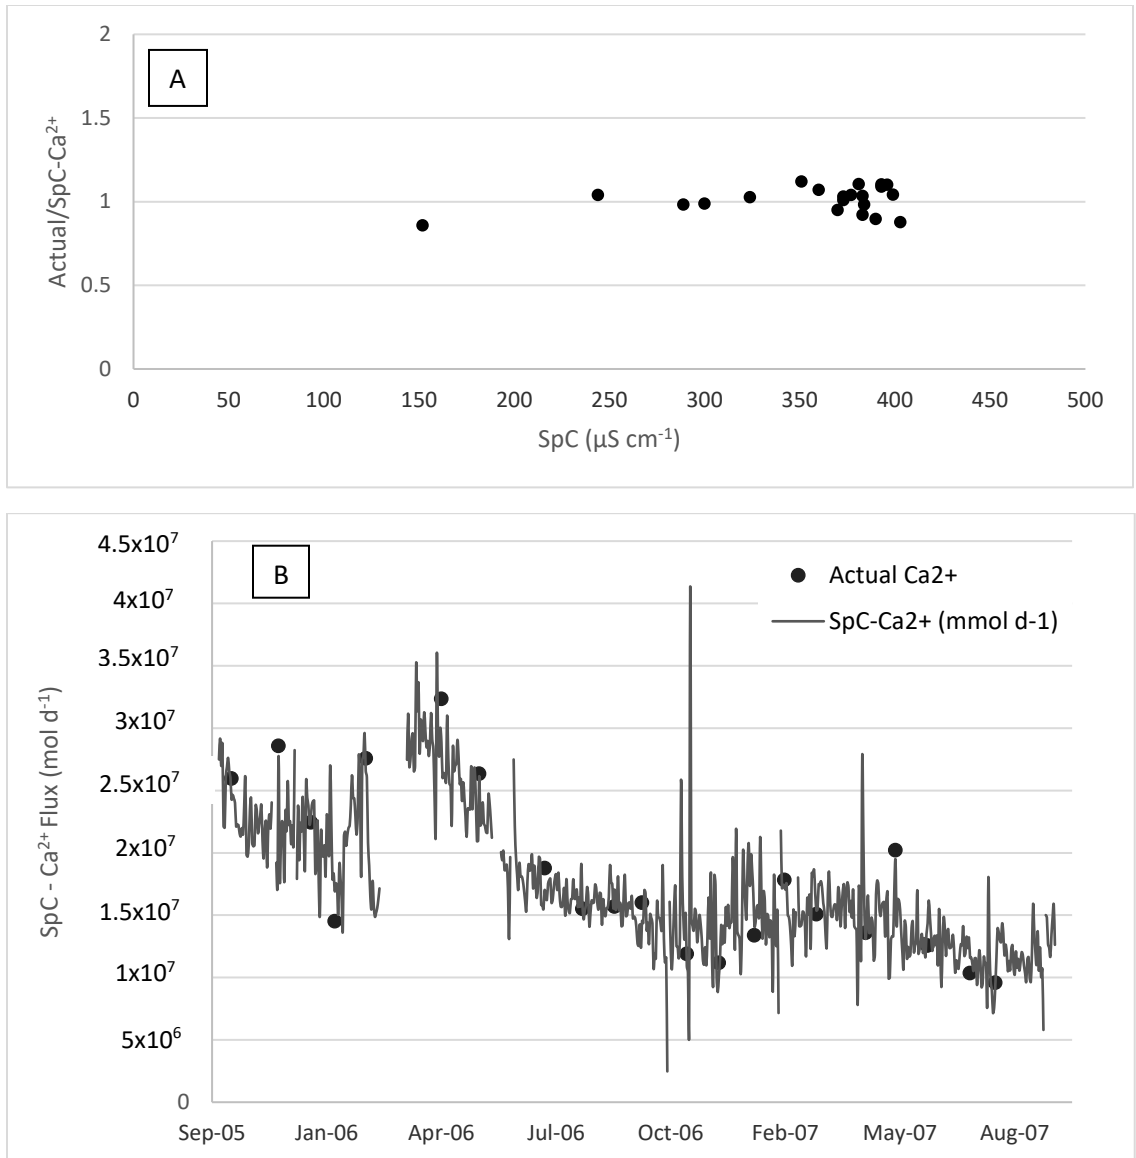 2
A
1.5
1
0.5
0
Actual/SpC-Ca²⁺
0 50 100 150 200 250 300 350 400 450 500
SpC (µS cm⁻¹)
4.5x10⁷
B
Actual Ca2+
4x10⁷
SpC-Ca2+ (mmol d-1)
3.5x10⁷
3x10⁷
2.5x10⁷
2x10⁷
1.5x10⁷
1x10⁷
5x10⁶
0
SpC - Ca²⁺ Flux (mol d⁻¹)
Sep-05 Jan-06 Apr-06 Jul-06 Oct-06 Feb-07 May-07 Aug-07